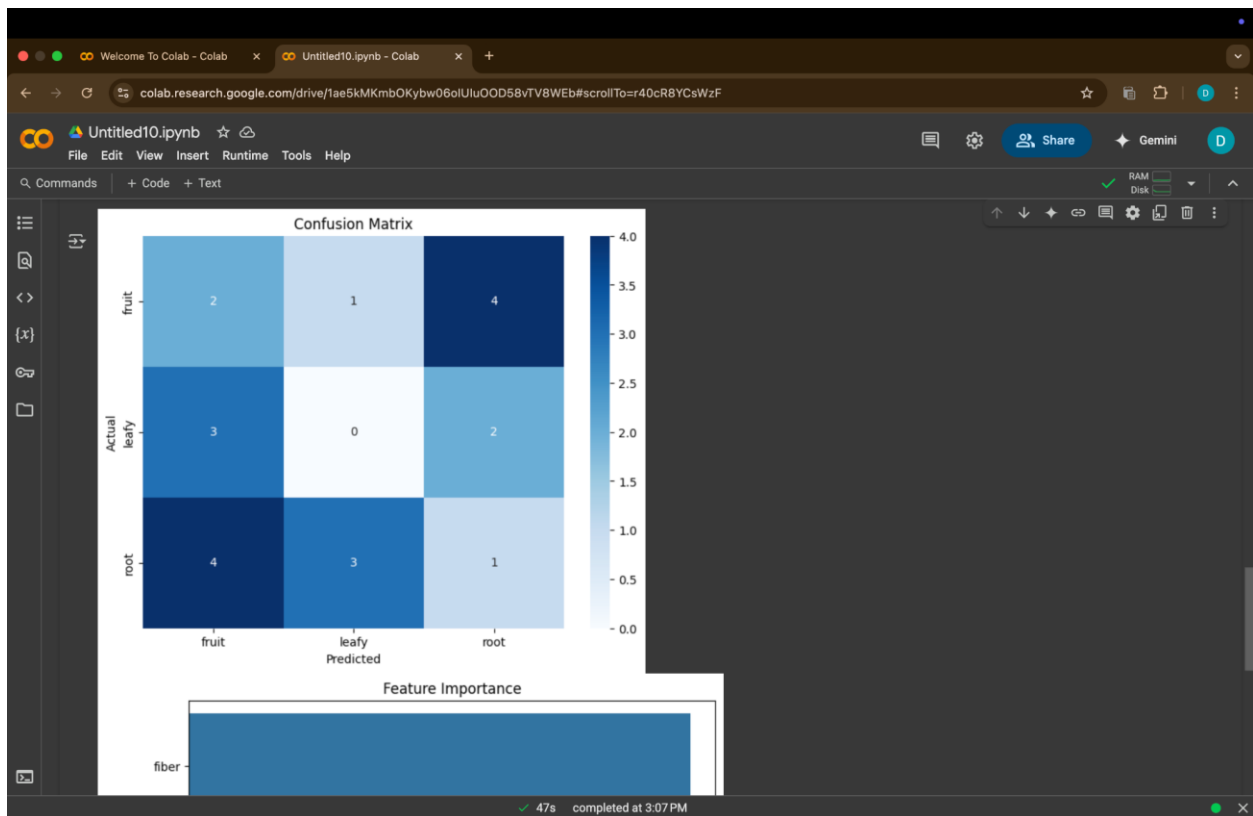 Welcome To Colab - Colab
Untitled10.ipynb - Colab
colab.research.google.com/drive/1ae5kMKmbOKybw06olUIuOOD58vTV8WEb#scrollTo=r40cR8YCsWzF
D
CO
Untitled10.ipynb
Share
Gemini
D
File Edit View Insert Runtime Tools Help
Commands + Code + Text
RAM
Disk
Confusion Matrix
4.0
3.5
3.0
2.5
2.0
1.5
1.0
0.5
0.0
fruit
2 1 4
Actual
leafy
3 0 2
root
4 3 1
fruit leafy root
Predicted
Feature Importance
fiber
{x}
47s completed at 3:07 PM